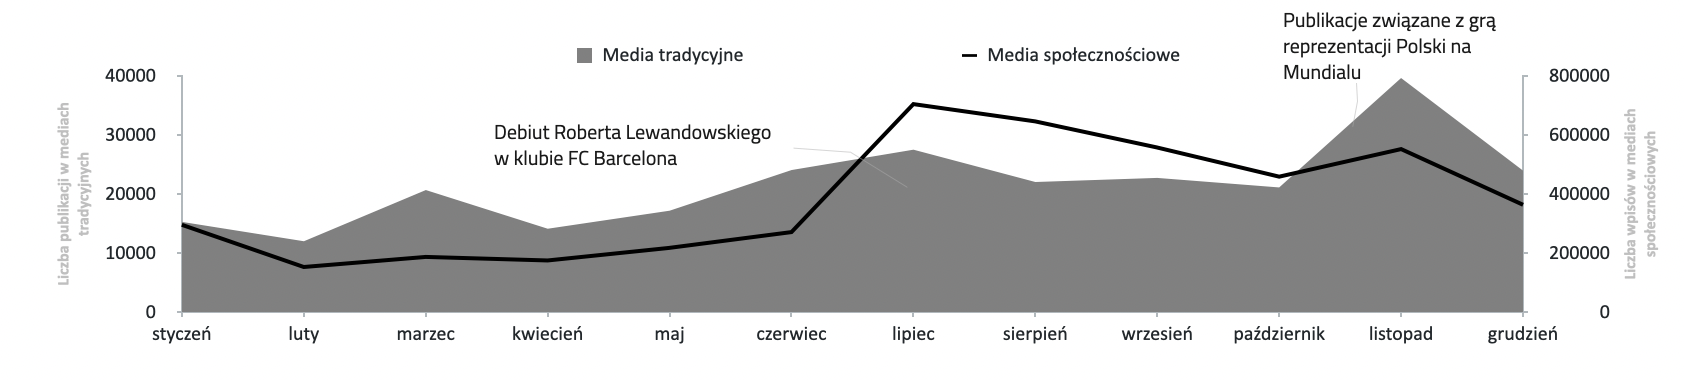 Publikacje związane z grą
reprezentacji Polski na
Mundialu
Media tradycyjne
Media społecznościowe
40000
30000
20000
10000
0
Liczba publikacji w mediach
tradycyjnych
Debiut Roberta Lewandowskiego
w klubie FC Barcelona
800000
600000
400000
200000
0
Liczba wpisów w mediach
społecznościowych
styczeń
luty
marzec
kwiecień
maj
czerwiec
lipiec
sierpień
wrzesień
październik
listopad
grudzień